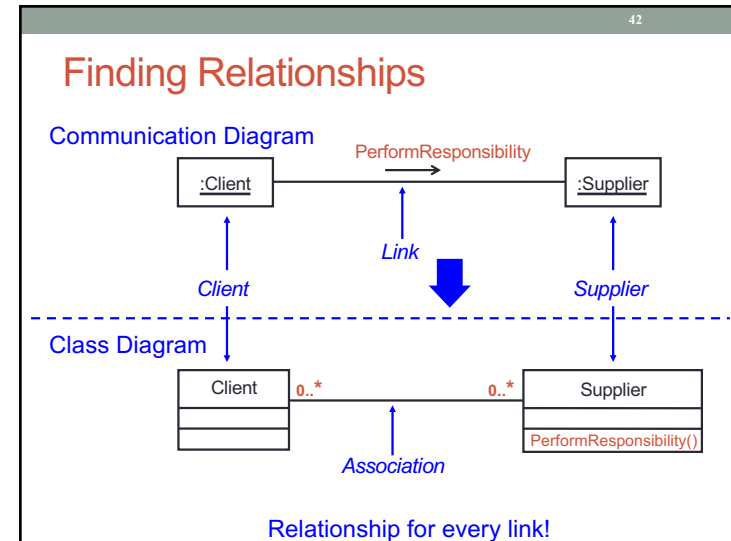 42
Finding Relationships
Communication Diagram
PerformResponsibility
:Client
:Supplier
Link
Client
Supplier
Class Diagram
Client
0..*
0..*
Supplier
PerformResponsibility()
Association
Relationship for every link!